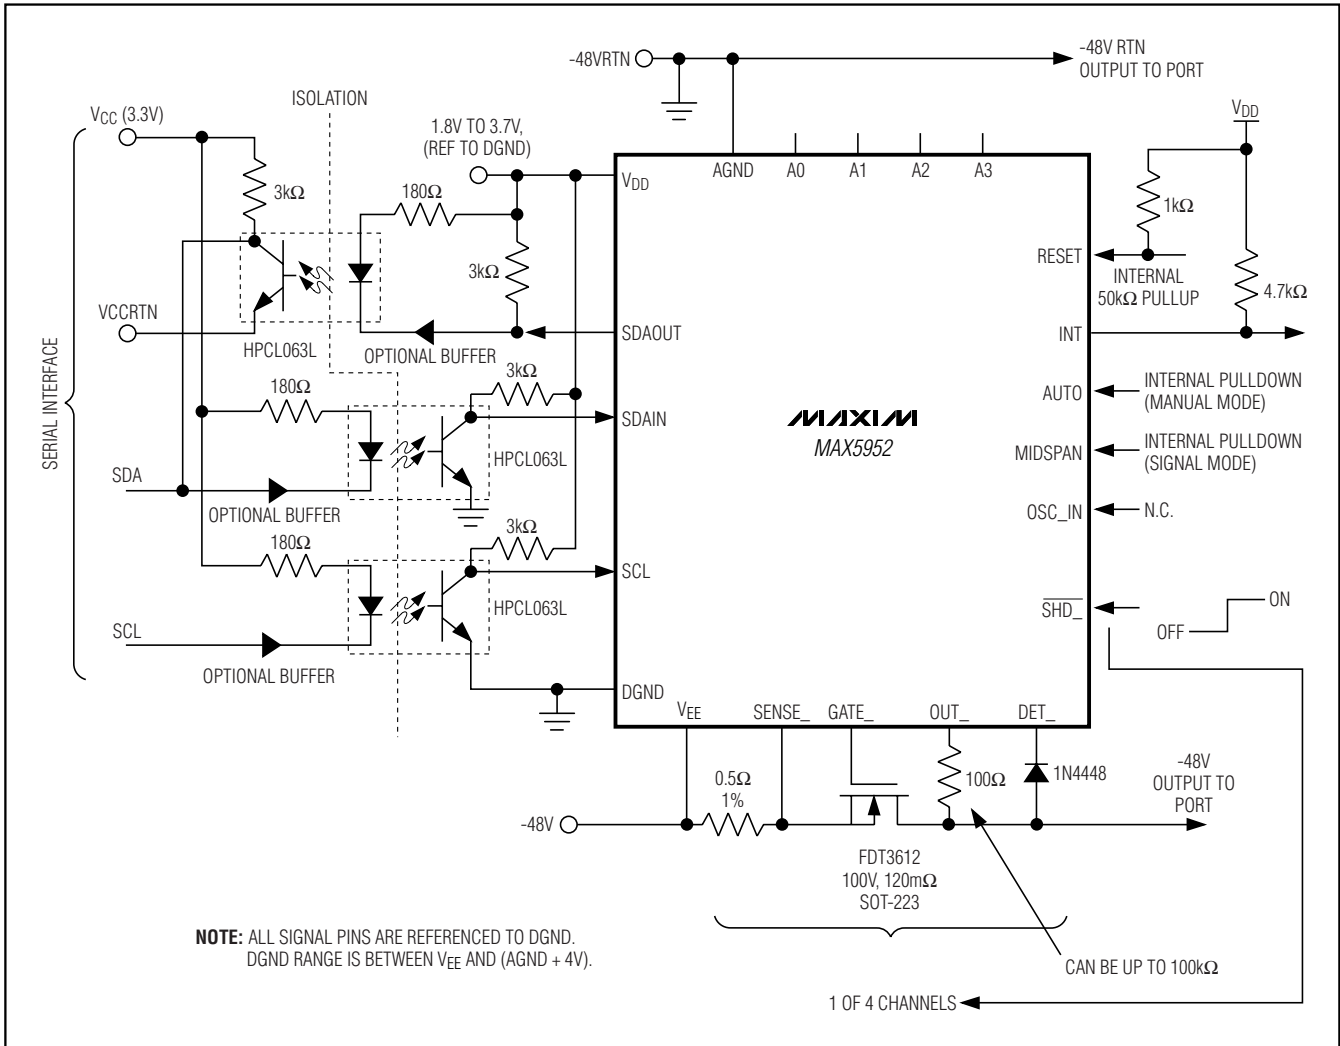 -48VRTN
-48V RTN
OUTPUT TO PORT
ISOLATION
VCC (3.3V)
1.8V TO 3.7V,
(REF TO DGND)
VDD
3kΩ
180Ω
VDD
AGND
A0
A1
A2
A3
1kΩ
RESET
INTERNAL
50kΩ PULLUP
4.7kΩ
3kΩ
VCCRTN
HPCL063L
OPTIONAL BUFFER
SDAOUT
INT
SERIAL INTERFACE
180Ω
3kΩ
SDAIN
HPCL063L
SDA
OPTIONAL BUFFER
MAXIM
MAX5952
AUTO
INTERNAL PULLDOWN
(MANUAL MODE)
MIDSPAN
INTERNAL PULLDOWN
(SIGNAL MODE)
OSC_IN
N.C.
180Ω
3kΩ
SCL
HPCL063L
SCL
OPTIONAL BUFFER
SHD_
OFF
ON
DGND
VEE
SENSE_
GATE_
OUT_
DET_
0.5Ω
1%
100Ω
1N4448
-48V
OUTPUT TO
PORT
-48V
FDT3612
100V, 120mΩ
SOT-223
NOTE: ALL SIGNAL PINS ARE REFERENCED TO DGND.
DGND RANGE IS BETWEEN VEE AND (AGND + 4V).
CAN BE UP TO 100kΩ
1 OF 4 CHANNELS